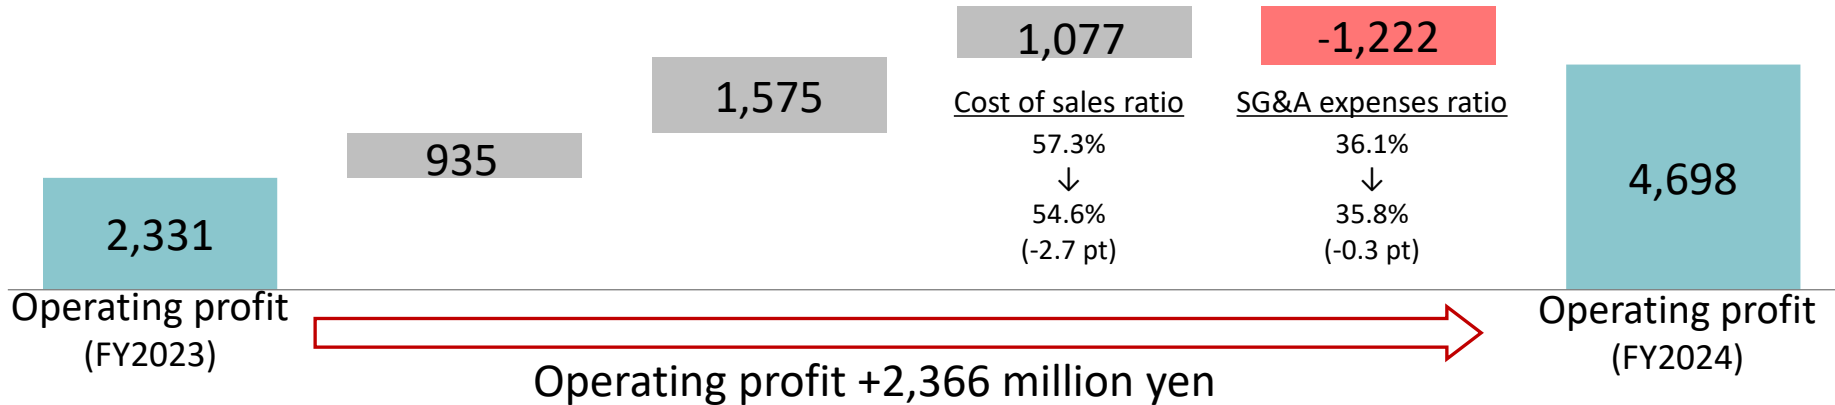 2,331
Operating profit
(FY2023)
935
1,575
1,077
Cost of sales ratio
57.3%
↓
54.6%
(-2.7 pt)
-1,222
SG&A expenses ratio
36.1%
↓
35.8%
(-0.3 pt)
4,698
Operating profit
(FY2024)
Operating profit +2,366 million yen